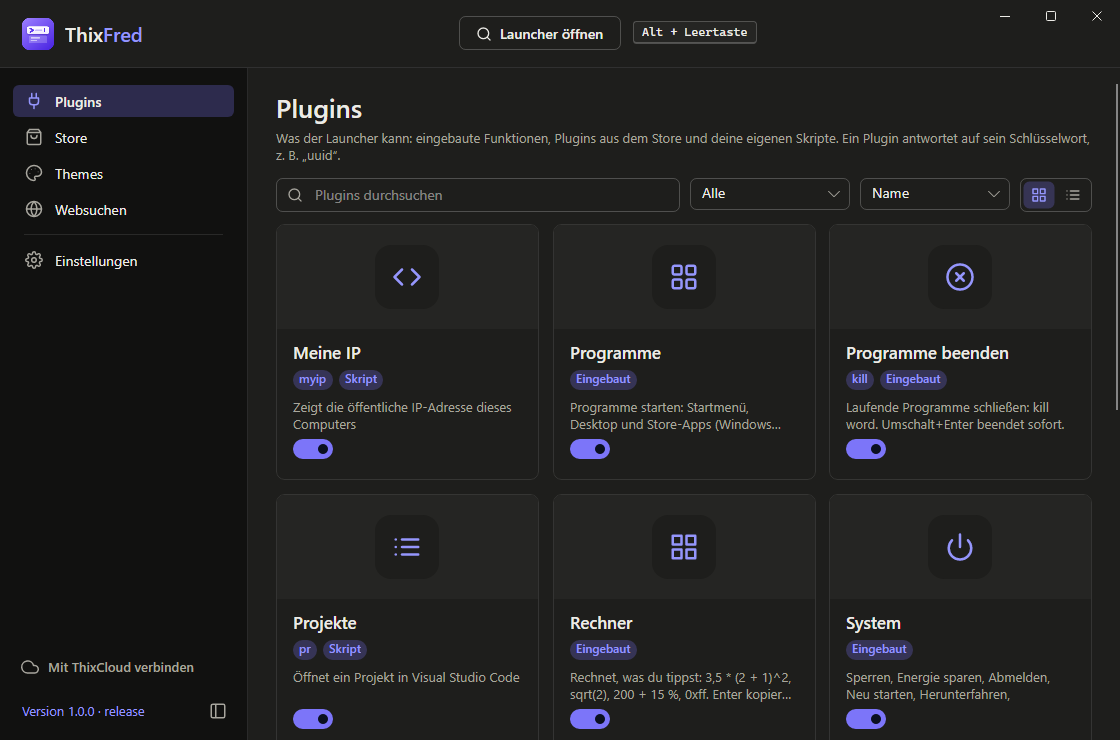 ThixFred
Launcher öffnen
Alt + Leertaste
Plugins
Store
Themes
Websuchen
Einstellungen
Mit ThixCloud verbinden
Version 1.0.0 · release
Plugins
Was der Launcher kann: eingebaute Funktionen, Plugins aus dem Store und deine eigenen Skripte. Ein Plugin antwortet auf sein Schlüsselwort,
z. B. „uuid“.
Plugins durchsuchen
Alle
Name
Meine IP
myip Skript
Zeigt die öffentliche IP-Adresse dieses
Computers
Programme
Eingebaut
Programme starten: Startmenü,
Desktop und Store-Apps (Windows...
Programme beenden
kill Eingebaut
Laufende Programme schließen: kill
word. Umschalt+Enter beendet sofort.
Projekte
pr Skript
Öffnet ein Projekt in Visual Studio Code
Rechner
Eingebaut
Rechnet, was du tippst: 3,5 * (2 + 1)^2,
sqrt(2), 200 + 15 %, 0xff. Enter kopier...
System
Eingebaut
Sperren, Energie sparen, Abmelden,
Neu starten, Herunterfahren,